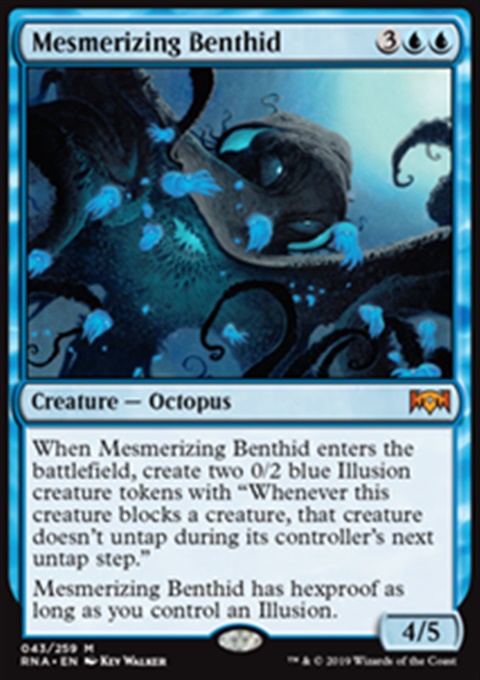 Mesmerizing Benthid 3
Creature — Octopus
When Mesmerizing Benthid enters the
battlefield, create two 0/2 blue Illusion
creature tokens with “Whenever this
creature blocks a creature, that creature
doesn’t untap during its controller’s next
untap step.”
Mesmerizing Benthid has hexproof as
long as you control an Illusion.
4/5
043/259 M
RNA • EN Kev Walker ™ & © 2019 Wizards of the Coast